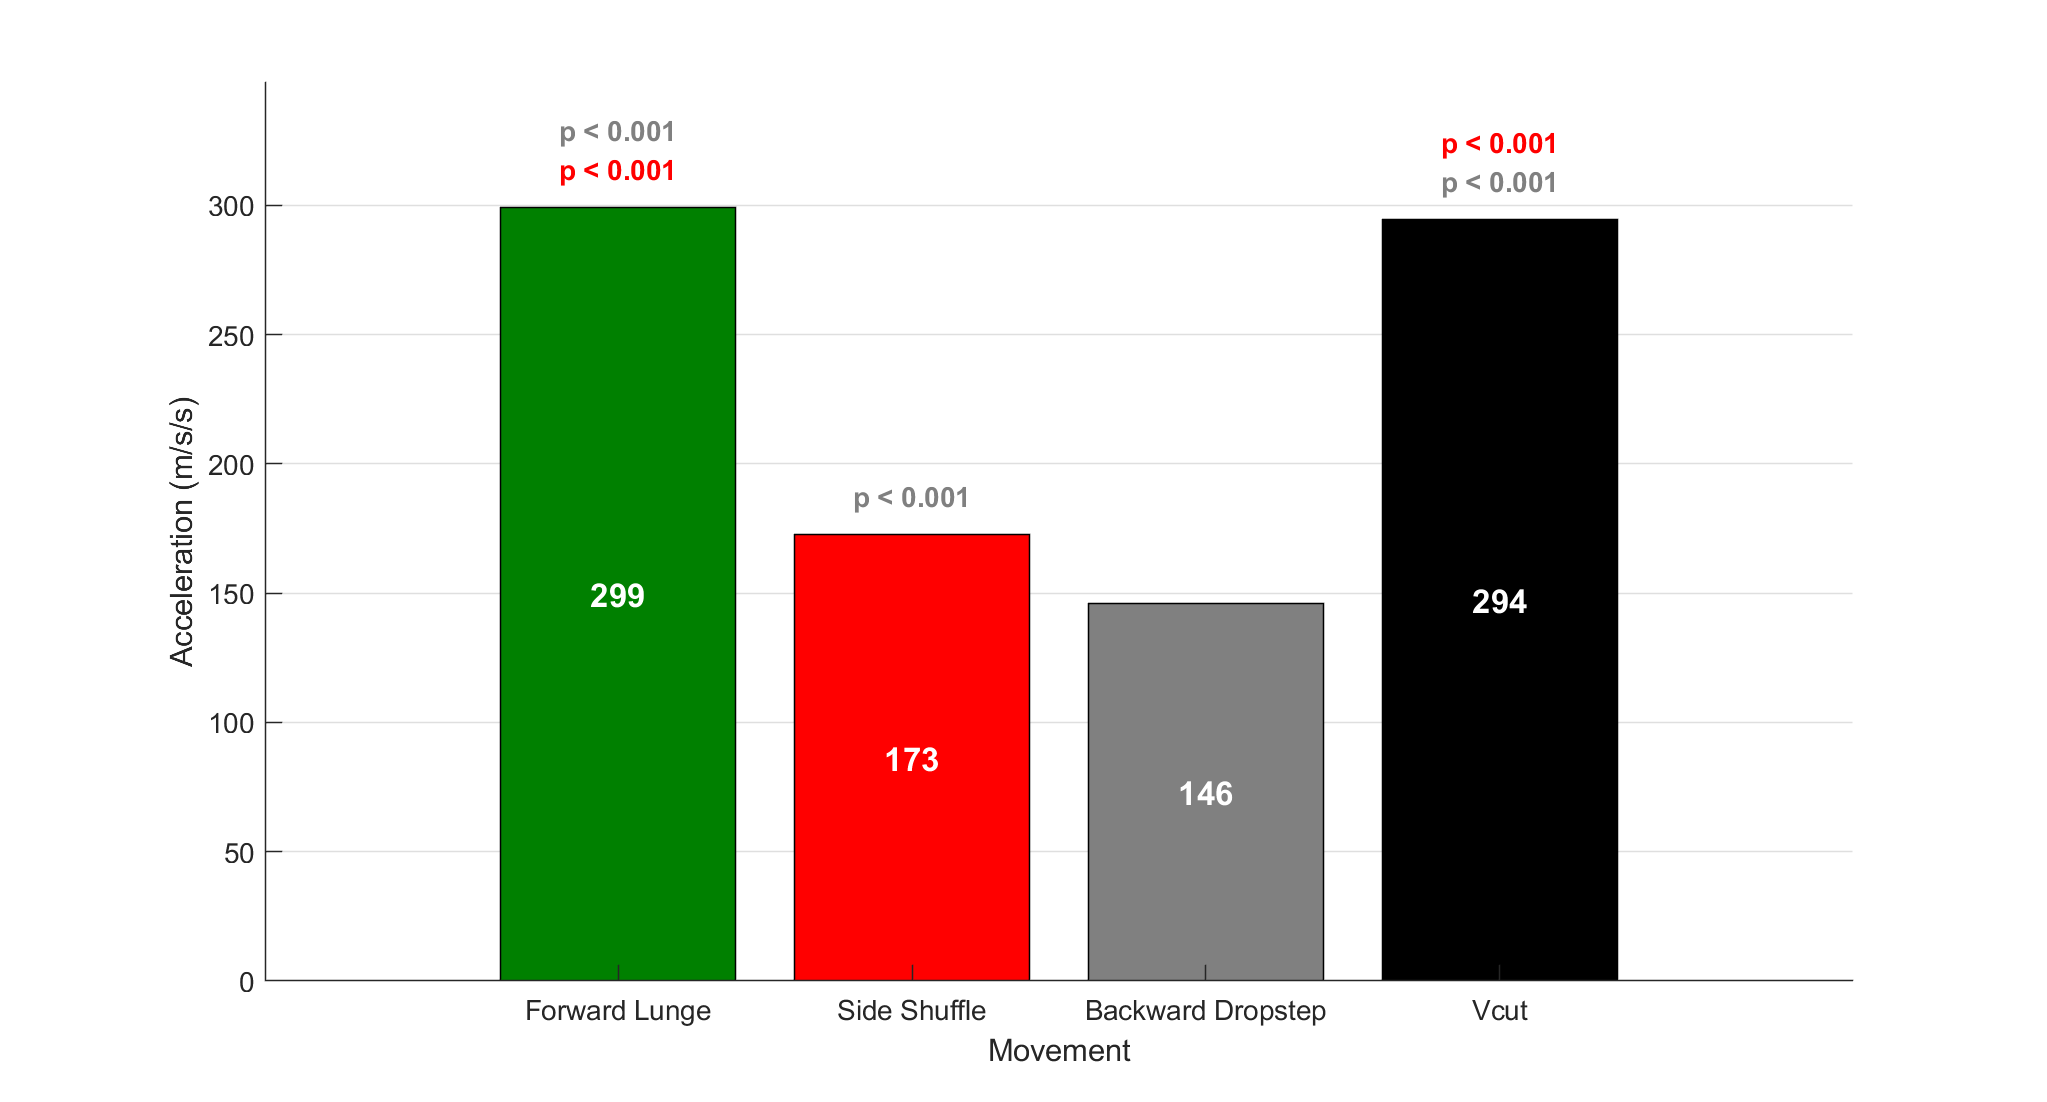 p < 0.001
p < 0.001
p < 0.001
p < 0.001
p < 0.001
300
250
200
150
100
50
0
Acceleration (m/s/s)
299
173
146
294
Forward Lunge
Side Shuffle
Backward Dropstep
Vcut
Movement